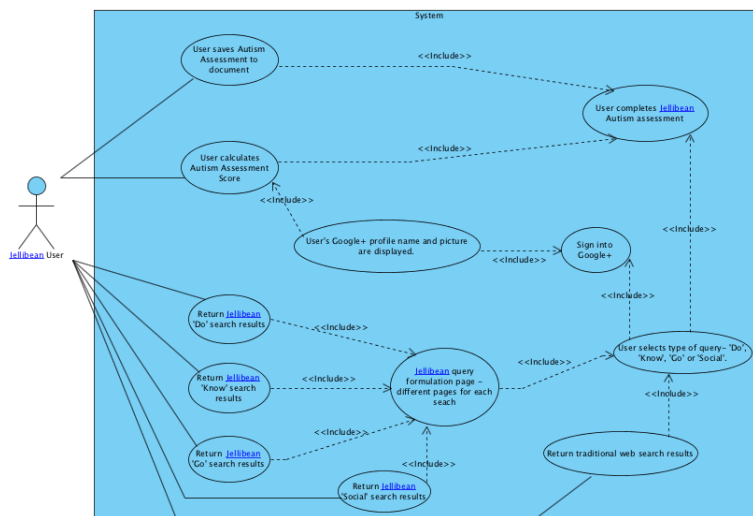 System
User saves Autism
Assessment to
document
<<Include>>
User completes Jellibean
Autism assessment
<<Include>>
User calculates
Autism Assessment
Score
<<Include>>
User's Google+ profile name and picture
are displayed.
<<Include>>
Sign into
Google+
<<Include>>
Jellibean User
<<Include>>
Return Jellibean
'Do' search results
<<Include>>
User selects type of query- 'Do',
'Know', 'Go' or 'Social'.
Jellibean query
formulation page -
different pages for each
seach
<<Include>>
Return Jellibean
'Know' search
results
<<Include>>
<<Include>>
Return Jellibean
'Go' search results
<<Include>>
Return traditional web search results
<<Include>>
Return Jellibean
'Social' search results
<<Include>>